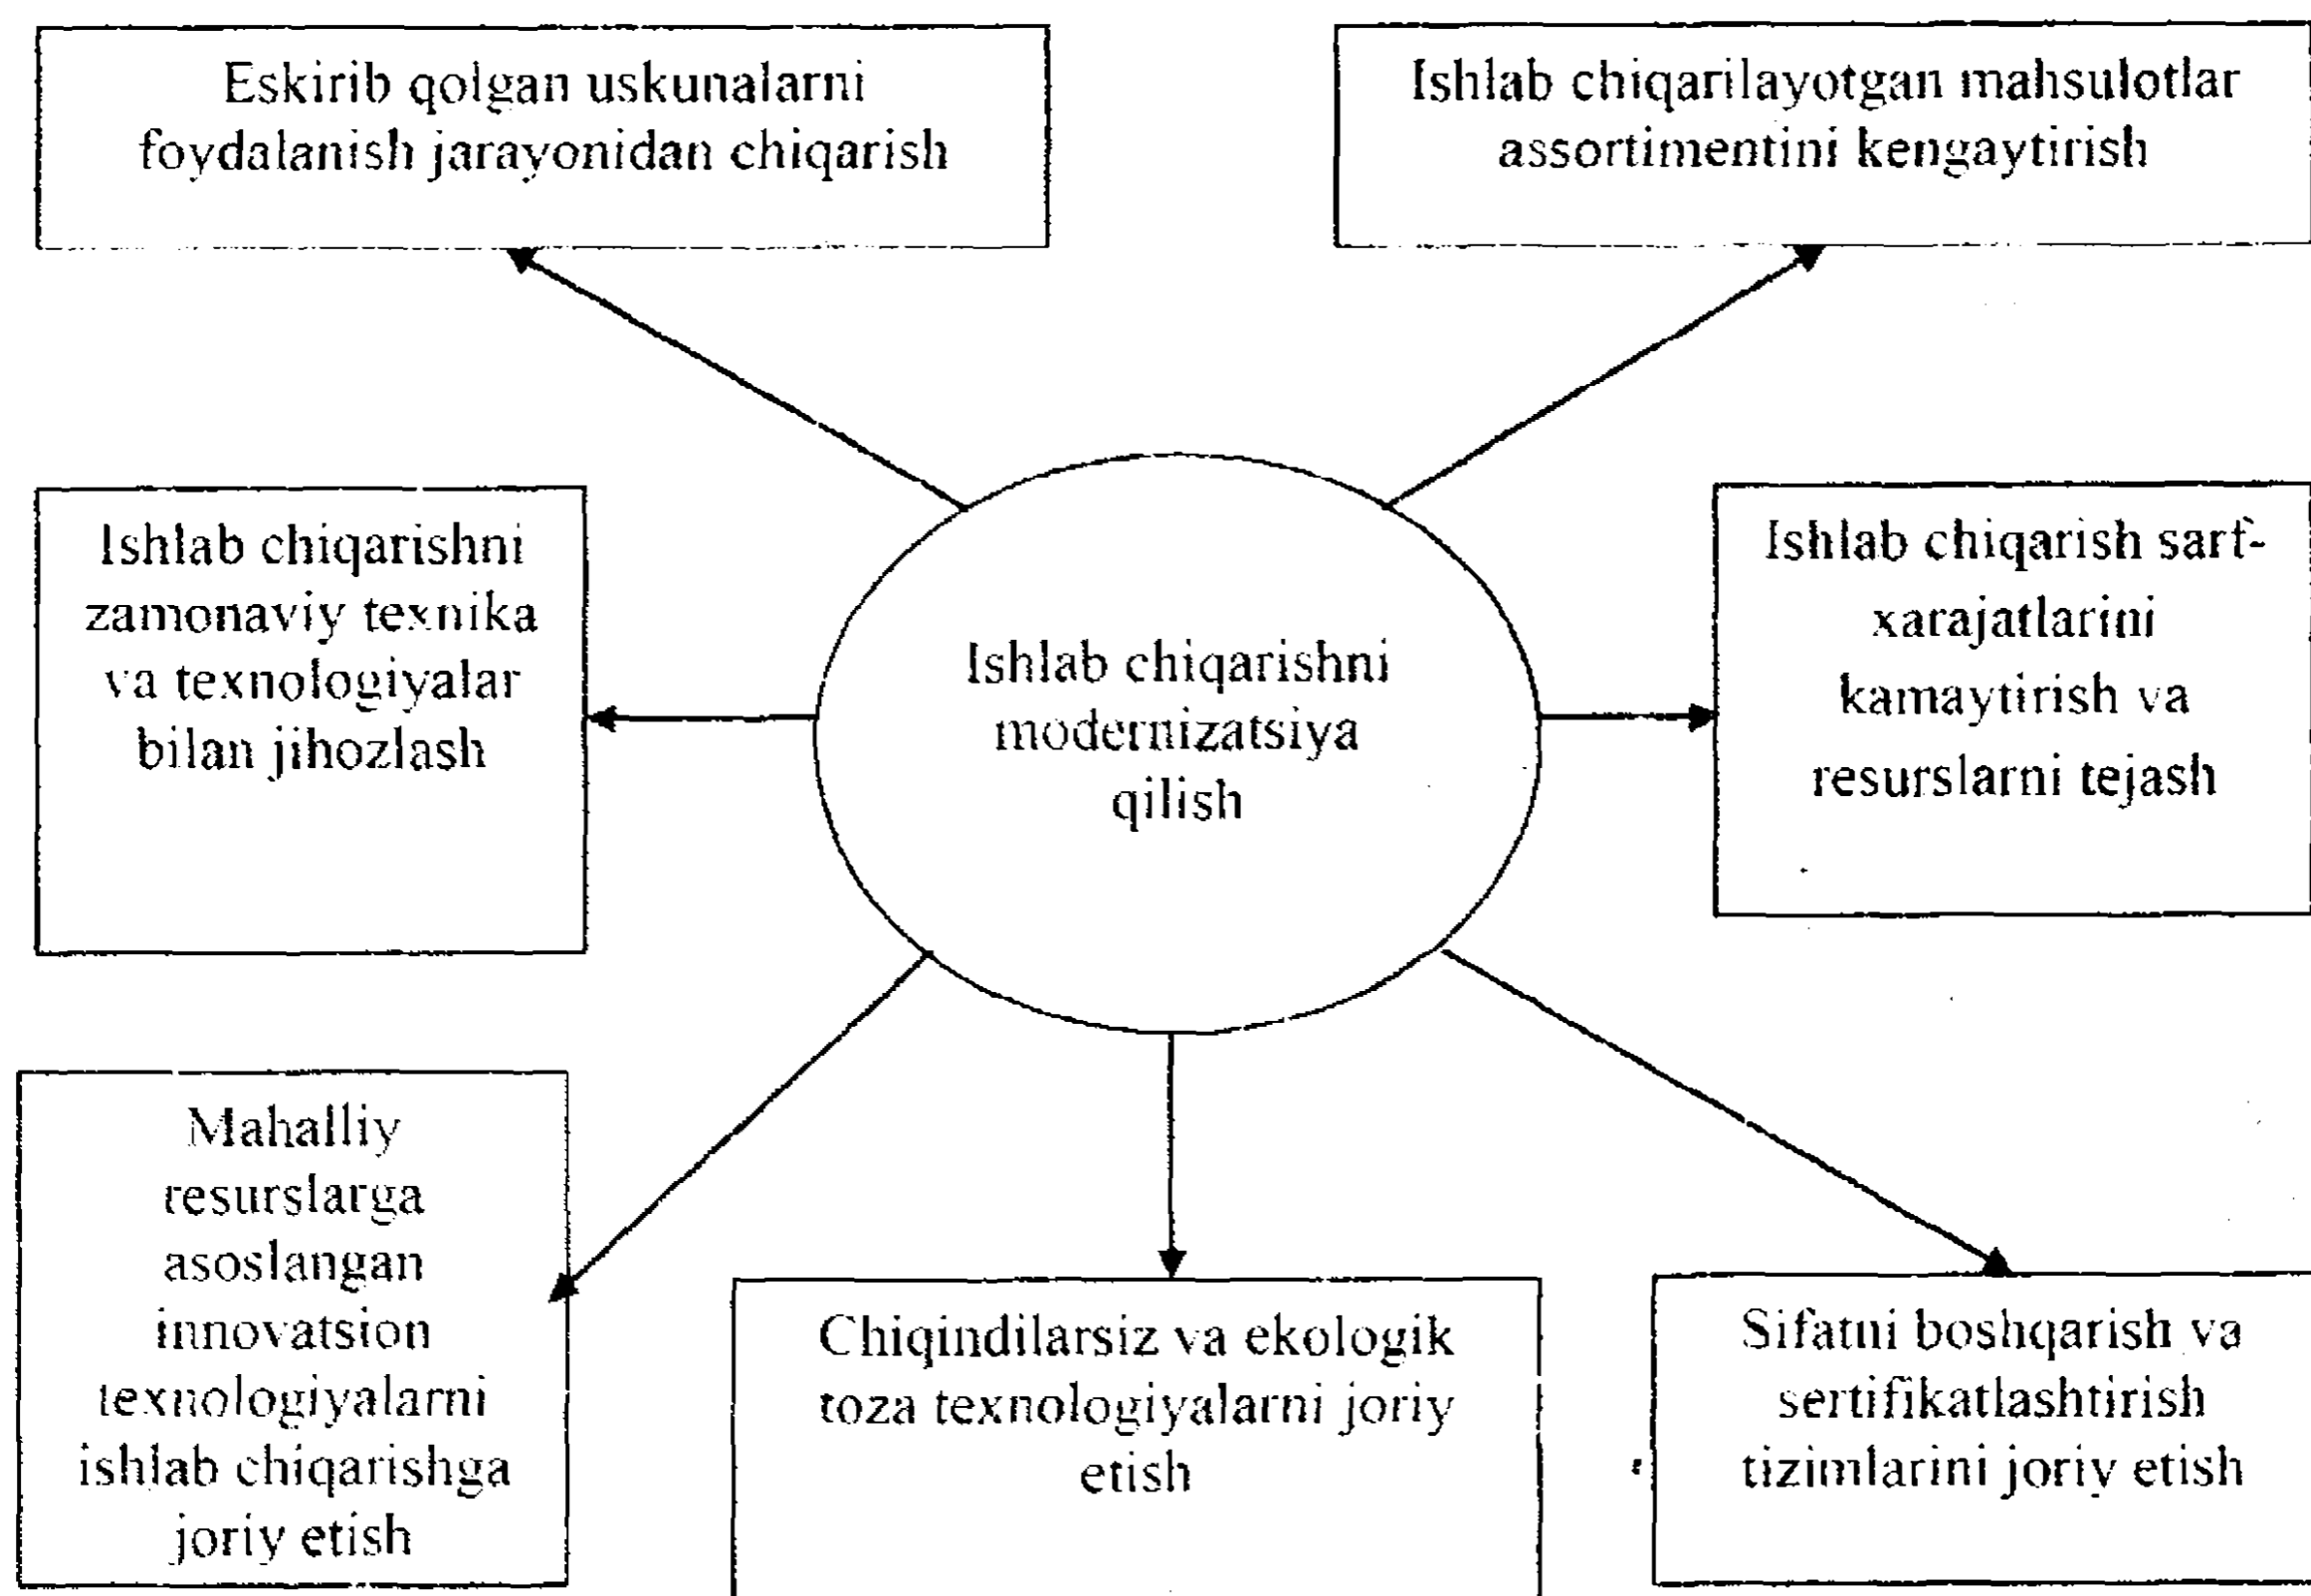 Eskirib qolgan uskunalarni
foydalanish jarayonidan chiqarish
Ishlab chiqarilayotgan mahsulotlar
assortimentini kengaytirish
Ishlab chiqarishni
zamonaviy texnika
va texnologiyalar
bilan jihozlash
Ishlab chiqarishni
modernizatsiya
qilish
Ishlab chiqarish sarf-
xarajatlarini
kamaytirish va
resurslarni tejash
Mahalliy
resurslarga
asoslangan
innovatsion
texnologiyalarni
ishlab chiqarishga
joriy etish
Chiqindilarsiz va ekologik
toza texnologiyalarni joriy
etish
Sifatni boshqarish va
sertifikatlashtirish
tizimlarini joriy etish